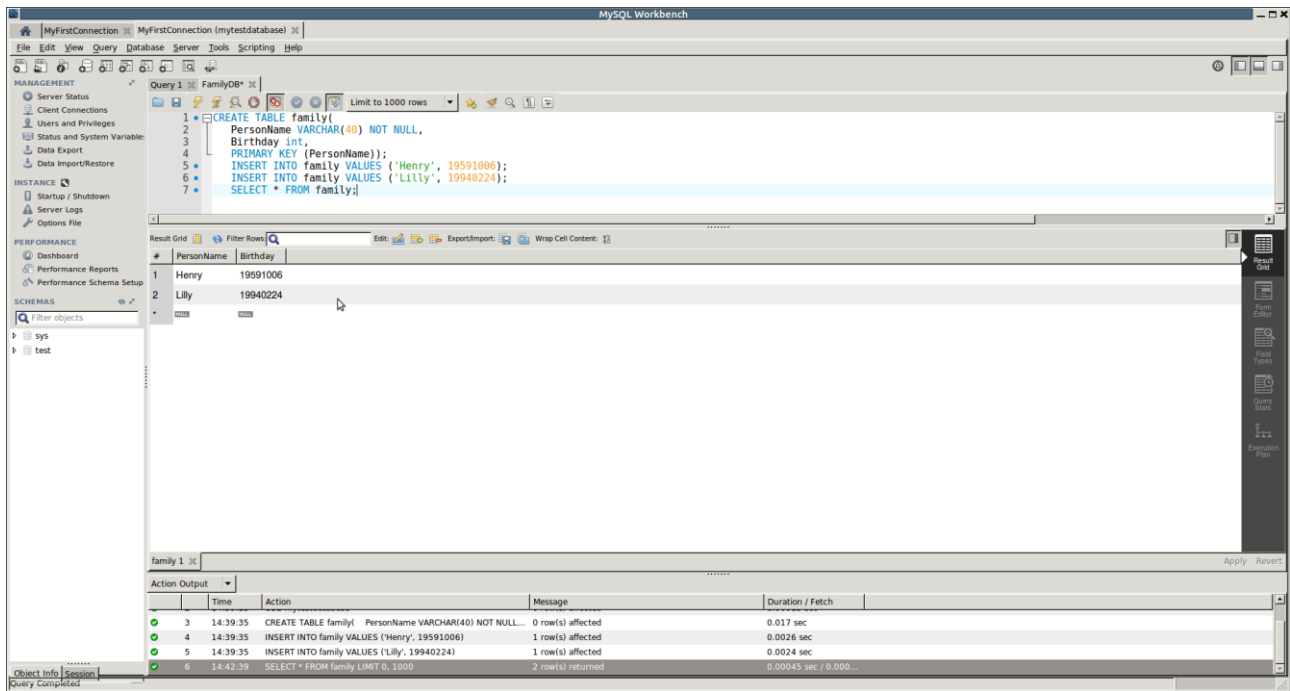 MySQL Workbench
MyFirstConnection MyFirstConnection (mytestdatabase)
File Edit View Query Database Server Tools Scripting Help
MANAGEMENT
Server Status
Client Connections
Users and Privileges
Status and System Variables
Data Export
Data Import/Restore
INSTANCE
Startup / Shutdown
Server Logs
Options File
PERFORMANCE
Dashboard
Performance Reports
Performance Schema Setup
SCHEMAS
Filter objects
sys
test
Object Info Session
Query Completed
Query 1 FamilyDB*
Limit to 1000 rows
1 CREATE TABLE family(
2 PersonName VARCHAR(40) NOT NULL,
3 Birthday int,
4 PRIMARY KEY (PersonName));
5 INSERT INTO family VALUES ('Henry', 19591006);
6 INSERT INTO family VALUES ('Lilly', 19940224);
7 SELECT * FROM family;
Result Grid Filter Rows: Edit: Export/Import: Wrap Cell Content:
# PersonName Birthday
1 Henry 19591006
2 Lilly 19940224
* NULL NULL
Result
Grid
Form
Editor
Field
Types
Query
Stats
Execution
Plan
family 1 Apply Revert
Action Output
Time Action Message Duration / Fetch
3 14:39:35 CREATE TABLE family( PersonName VARCHAR(40) NOT NULL... 0 row(s) affected 0.017 sec
4 14:39:35 INSERT INTO family VALUES ('Henry', 19591006) 1 row(s) affected 0.0026 sec
5 14:39:35 INSERT INTO family VALUES ('Lilly', 19940224) 1 row(s) affected 0.0024 sec
6 14:42:39 SELECT * FROM family LIMIT 0, 1000 2 row(s) returned 0.00045 sec / 0.000...